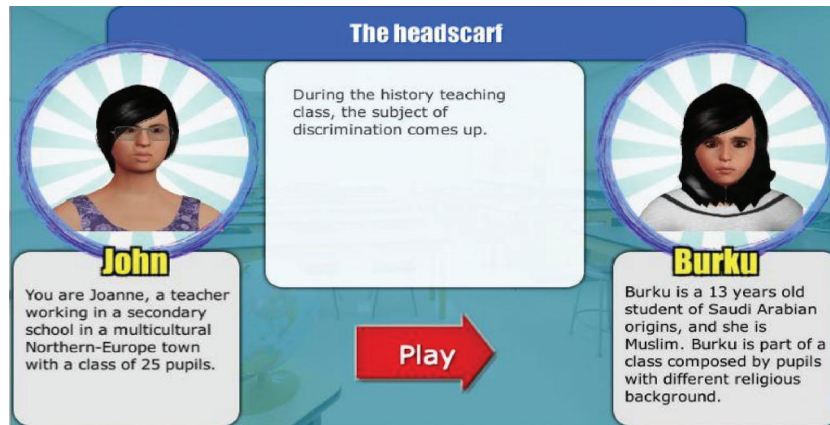 The headscarf
During the history teaching
class, the subject of
discrimination comes up.
John
You are Joanne, a teacher
working in a secondary
school in a multicultural
Northern-Europe town
with a class of 25 pupils.
Play
Burku
Burku is a 13 years old
student of Saudi Arabian
origins, and she is
Muslim. Burku is part of a
class composed by pupils
with different religious
background.